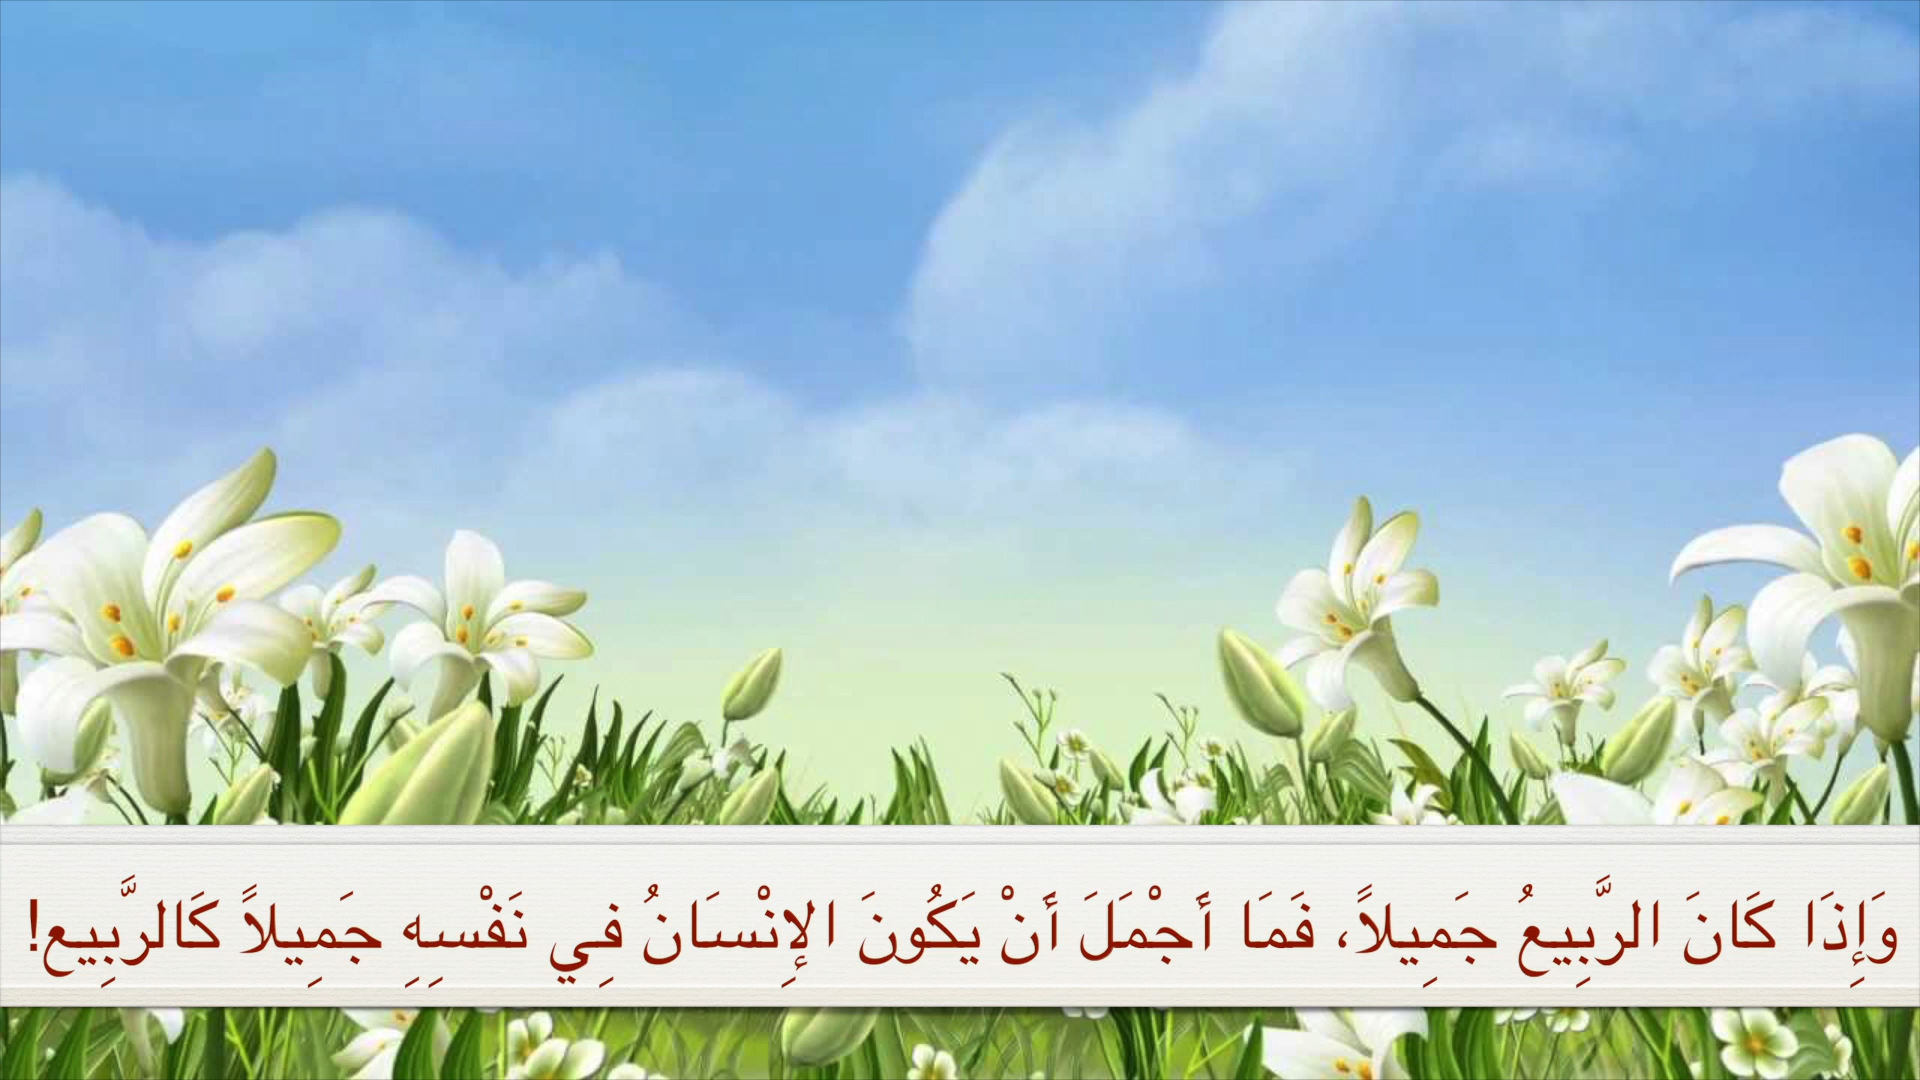 وَإِذَا كَانَ الرَّبِيعُ جَمِيلاً، فَمَا أَجْمَلَ أَنْ يَكُونَ الإِنْسَانُ فِي نَفْسِهِ جَمِيلاً كَالرَّبِيعِ!